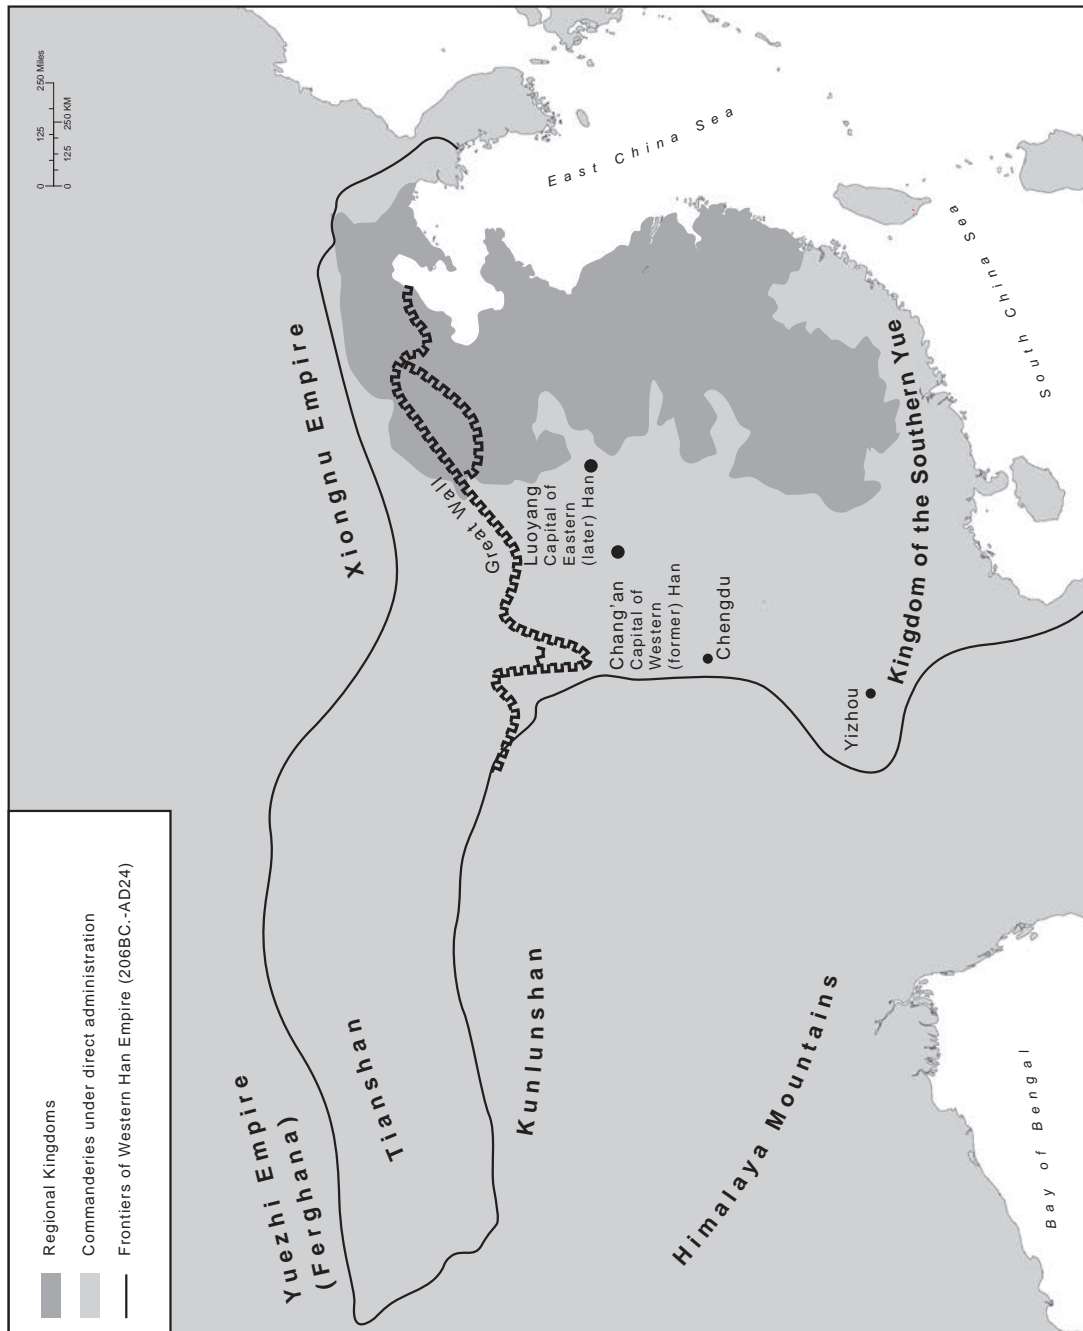 Regional Kingdoms
Commanderies under direct administration
Frontiers of Western Han Empire (206BC.-AD24)
0 125 250 Miles
0 125 250 KM
Xiongnu Empire
Yuezhi Empire
(Ferghana)
Tianshan
Great Wall
Kunlunshan
Luoyang
Capital of
Eastern
(later) Han
Chang'an
Capital of
Western
(former) Han
Chengdu
East China Sea
Himalaya Mountains
Yizhou
Kingdom of the Southern Yue
South China Sea
Bay of Bengal